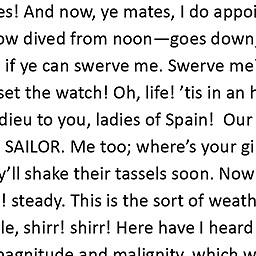 es! And now, ye mates, I do appoi
ow dived from noon—goes down
if ye can swerve me. Swerve me
set the watch! Oh, life! ’tis in an h
dieu to you, ladies of Spain! Our
SAILOR. Me too; where’s your gi
y’ll shake their tassels soon. Now
! steady. This is the sort of weath
le, shirr! shirr! Here have I heard
magnitude and malignity, which w